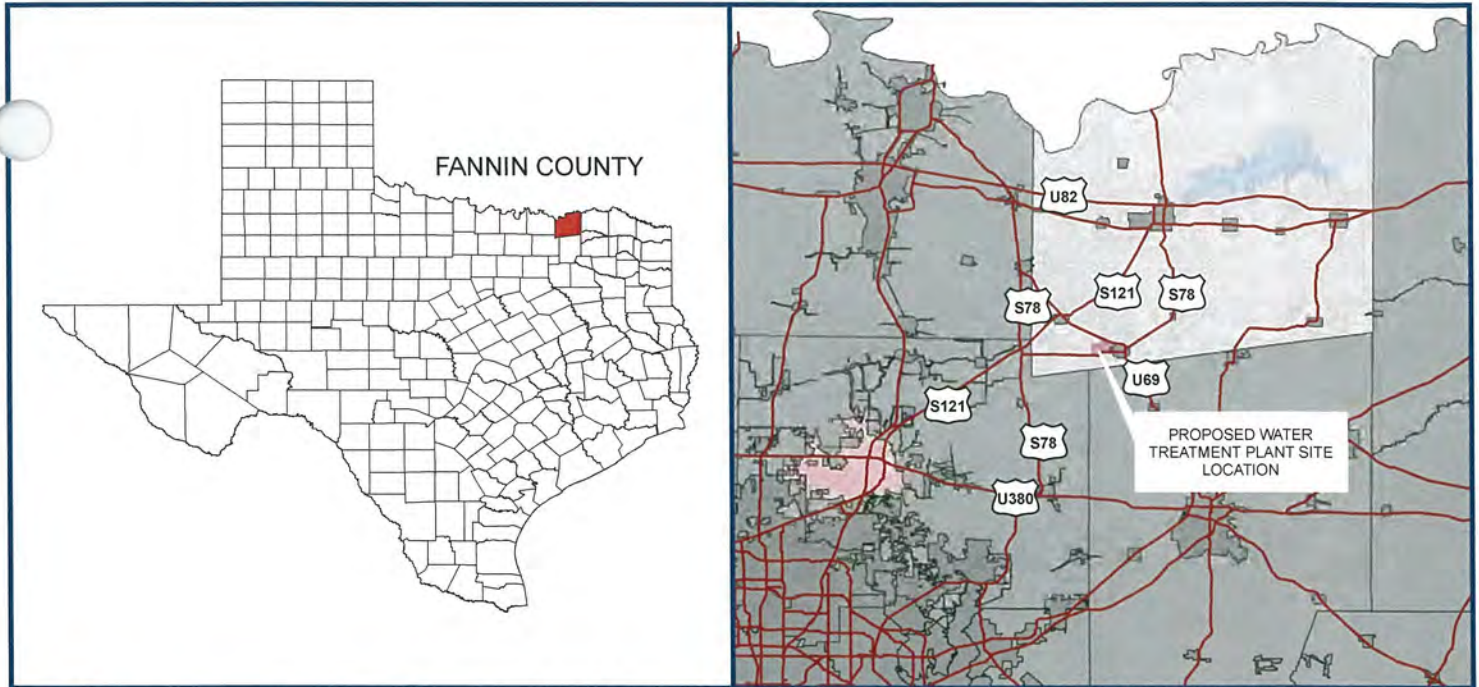 FANNIN COUNTY
U82
S121
S78
S78
U69
S121
S78
U380
PROPOSED WATER
TREATMENT PLANT SITE
LOCATION